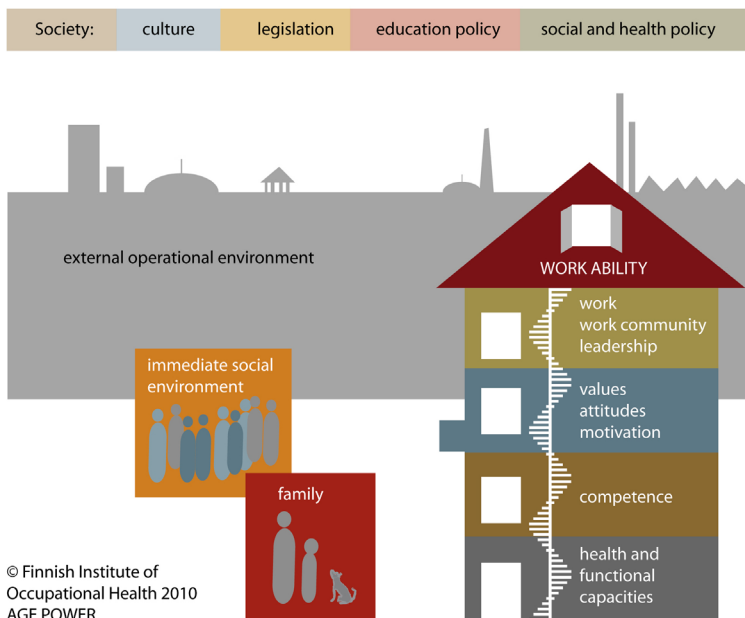 Society: culture legislation education policy social and health policy
external operational environment
WORK ABILITY
work
work community
leadership
immediate social
environment
values
attitudes
motivation
family
competence
health and
functional
capacities
© Finnish Institute of
Occupational Health 2010
AGE POWER